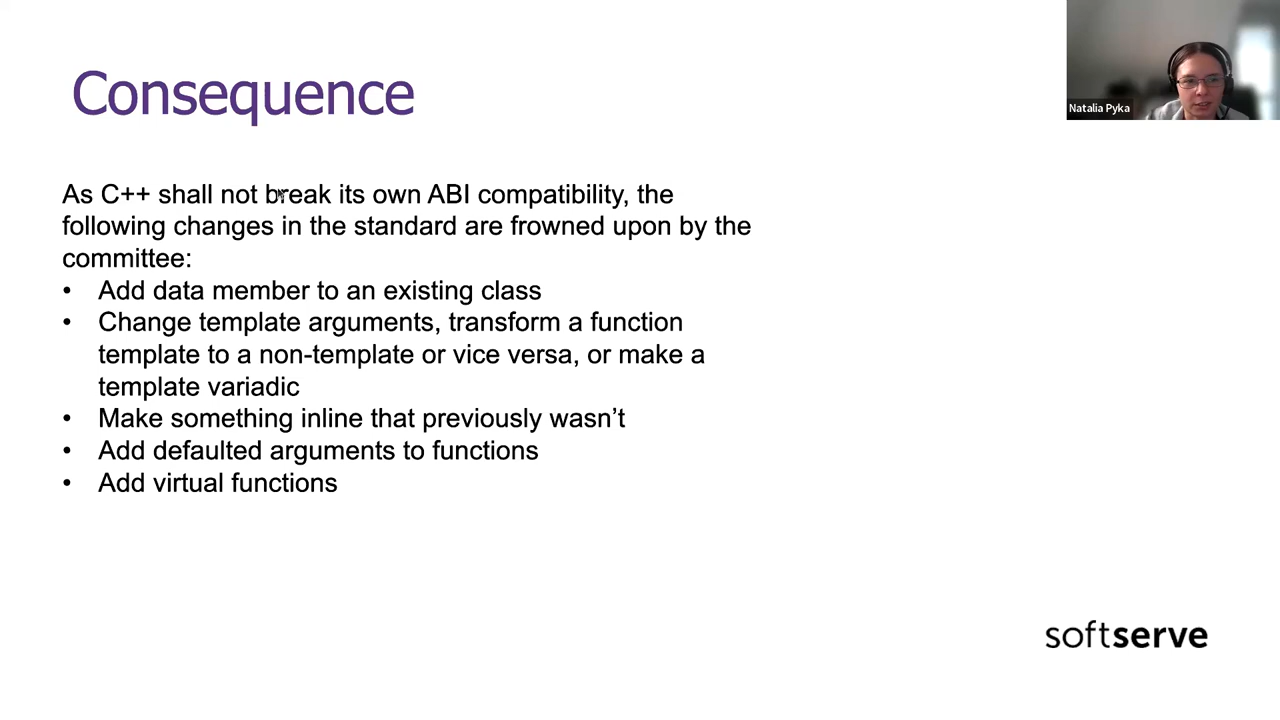 Consequence
Natalia Pyka
As C++ shall not break its own ABI compatibility, the
following changes in the standard are frowned upon by the
committee:
• Add data member to an existing class
• Change template arguments, transform a function
template to a non-template or vice versa, or make a
template variadic
• Make something inline that previously wasn’t
• Add defaulted arguments to functions
• Add virtual functions
softserve